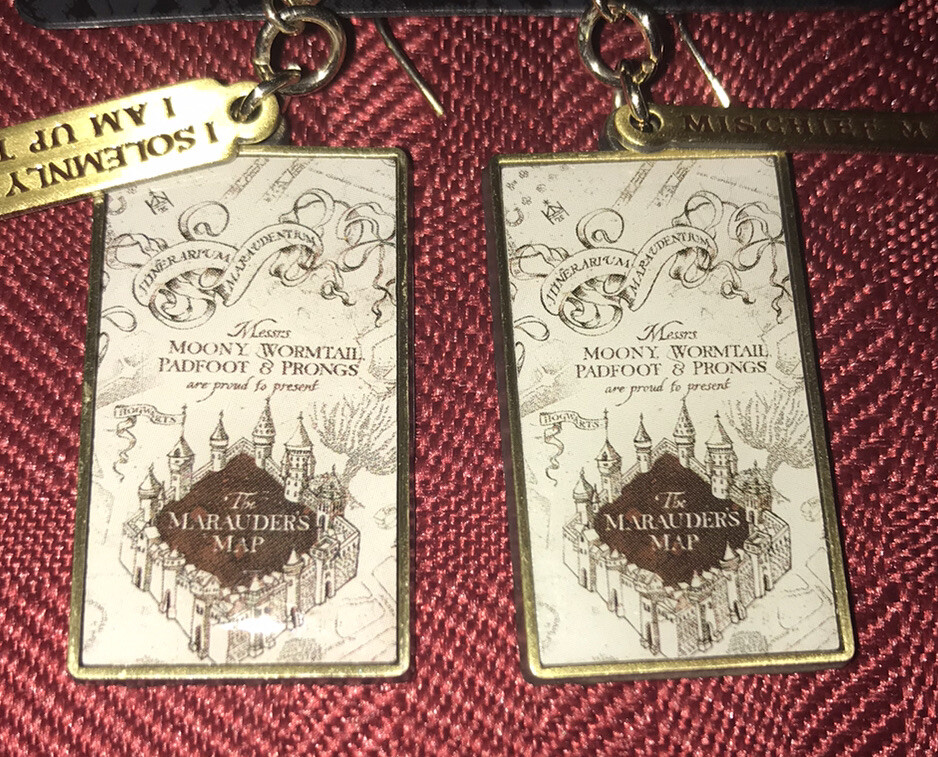 I SOLEMNLY
I AM UP T
MISCHIEF M
ITINERARIUM
MARAUDENTIUM
Messrs
MOONY, WORMTAIL,
PADFOOT & PRONGS
are proud to present
HOGWARTS
The
MARAUDER'S
MAP
ITINERARIUM
MARAUDENTIUM
Messrs
MOONY, WORMTAIL,
PADFOOT & PRONGS
are proud to present
HOGWARTS
The
MARAUDER'S
MAP